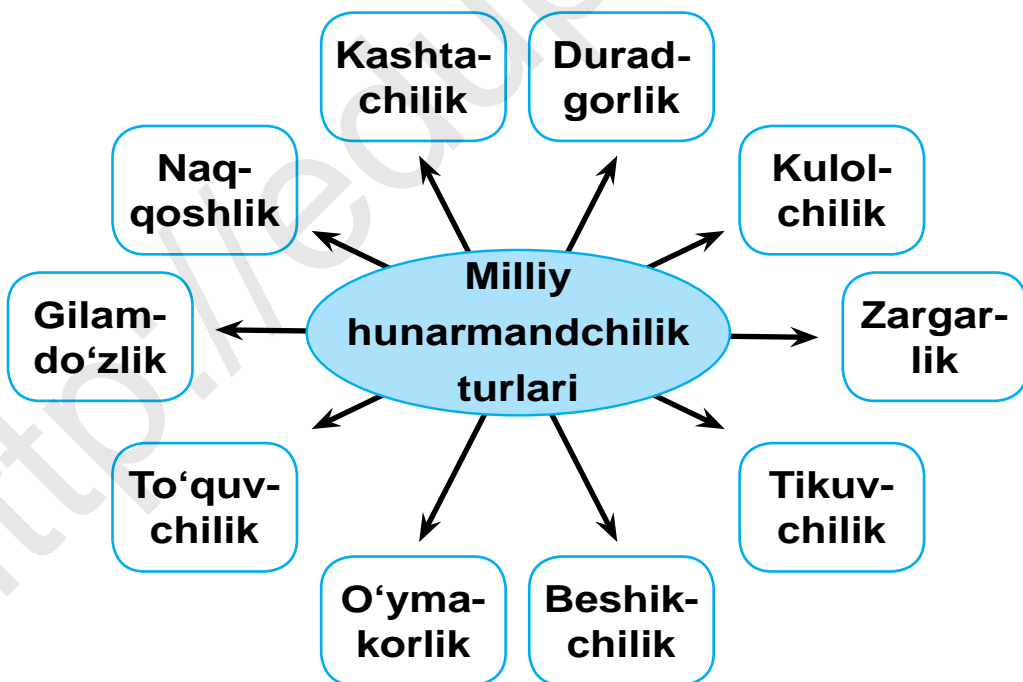 Kashta-
chilik
Durad-
gorlik
Naq-
qoshlik
Kulol-
chilik
Milliy
hunarmandchilik
turlari
Gilam-
do‘zlik
Zargar-
lik
To‘quv-
chilik
Tikuv-
chilik
O‘yma-
korlik
Beshik-
chilik